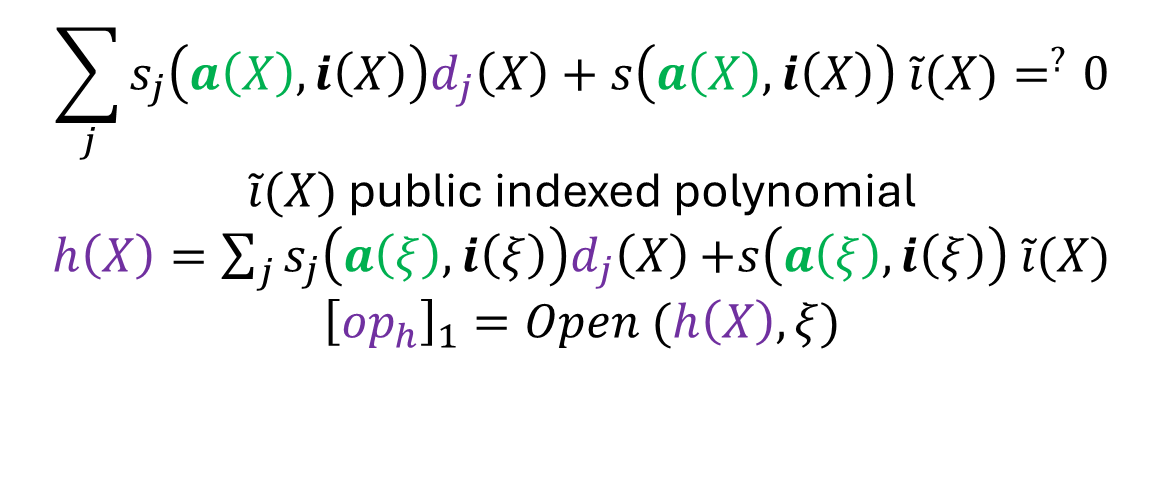 ∑_j s_j(𝒂(X), 𝒊(X))d_j(X) + s(𝒂(X), 𝒊(X)) ĩ(X) =^? 0
ĩ(X) public indexed polynomial
h(X) = ∑_j s_j(𝒂(ξ), 𝒊(ξ))d_j(X) +s(𝒂(ξ), 𝒊(ξ)) ĩ(X)
[op_h]_1 = Open (h(X), ξ)